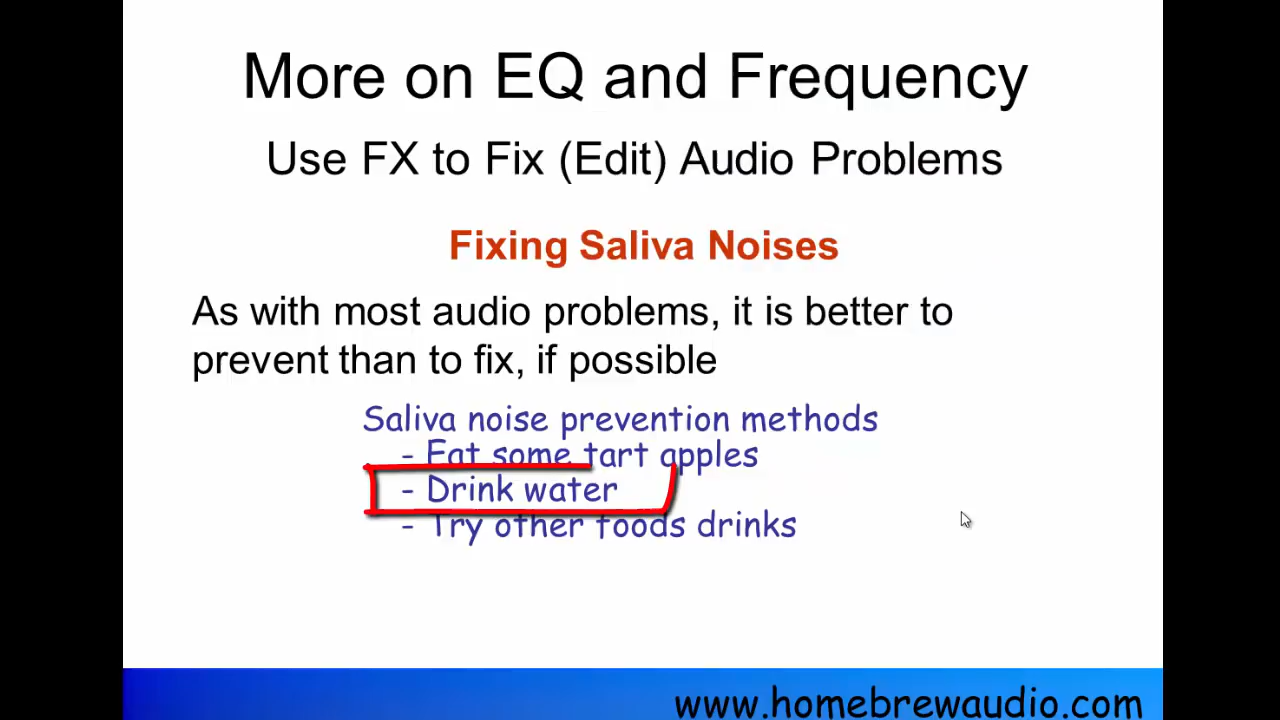 More on EQ and Frequency
Use FX to Fix (Edit) Audio Problems
Fixing Saliva Noises
As with most audio problems, it is better to
prevent than to fix, if possible
Saliva noise prevention methods
- Eat some tart apples
- Drink water
- Try other foods drinks
www.homebrewaudio.com